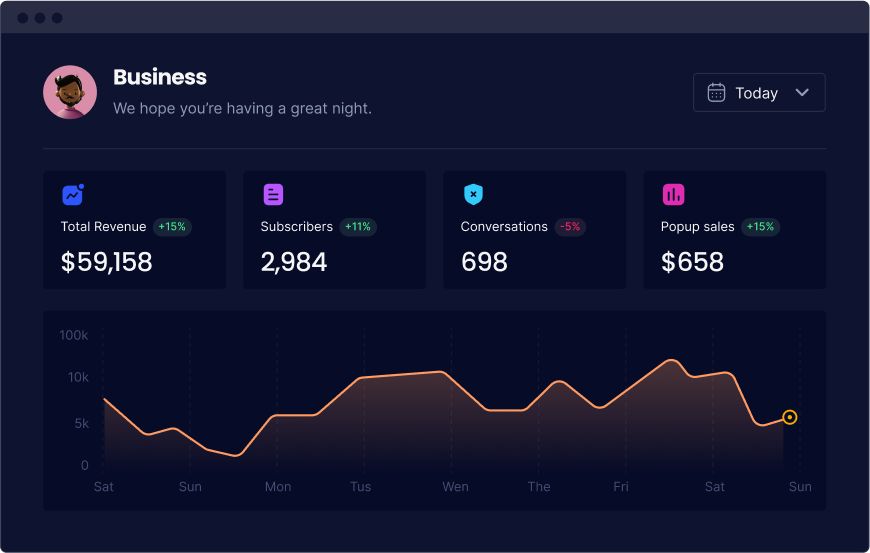 Business
We hope you’re having a great night.
Today
Total Revenue +15%
$59,158
Subscribers +11%
2,984
Conversations -5%
698
Popup sales +15%
$658
100k
10k
5k
0
Sat Sun Mon Tus Wen The Fri Sat Sun